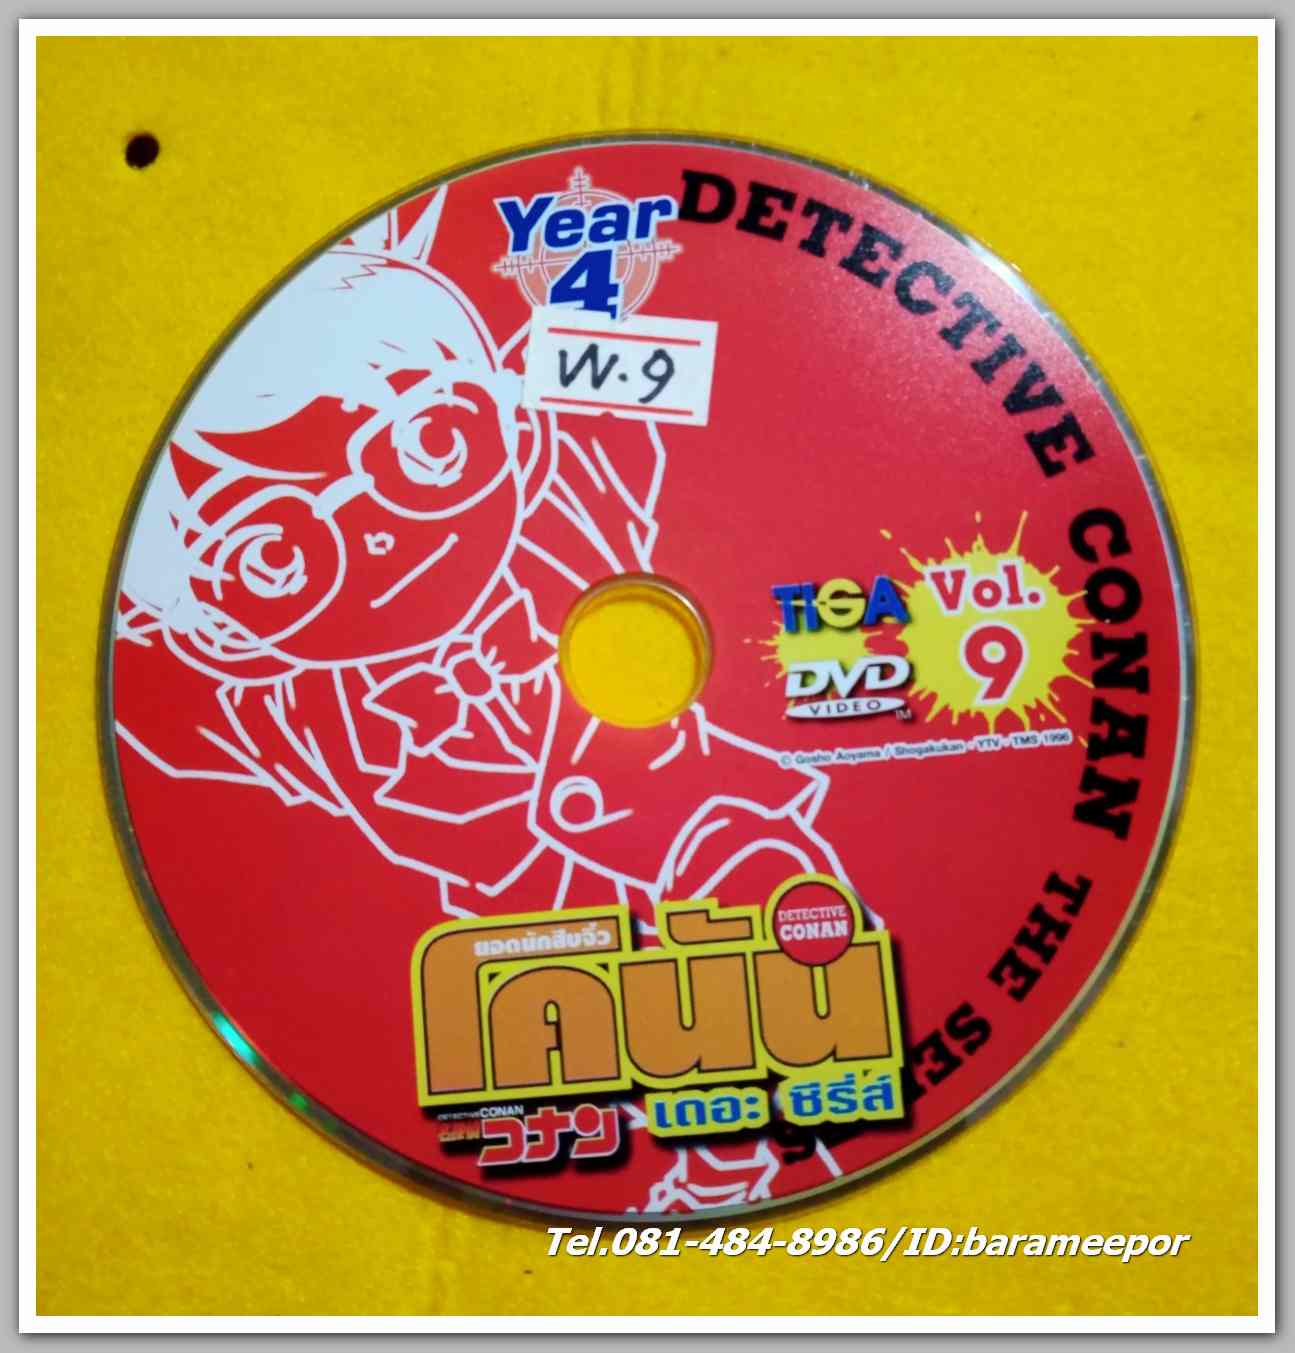 Year
4
W.9
DETECTIVE CONAN THE SE
TIGA
Vol.
9
DVD
VIDEO
TM
© Gosho Aoyama / Shogakukan - YTV - TMS 1996
ยอดนักสืบจิ๋ว
โคนัน
DETECTIVE
CONAN
เดอะ ซีรี่ส์
DETECTIVE CONAN
コナン
Tel.081-484-8986/ID:barameepor